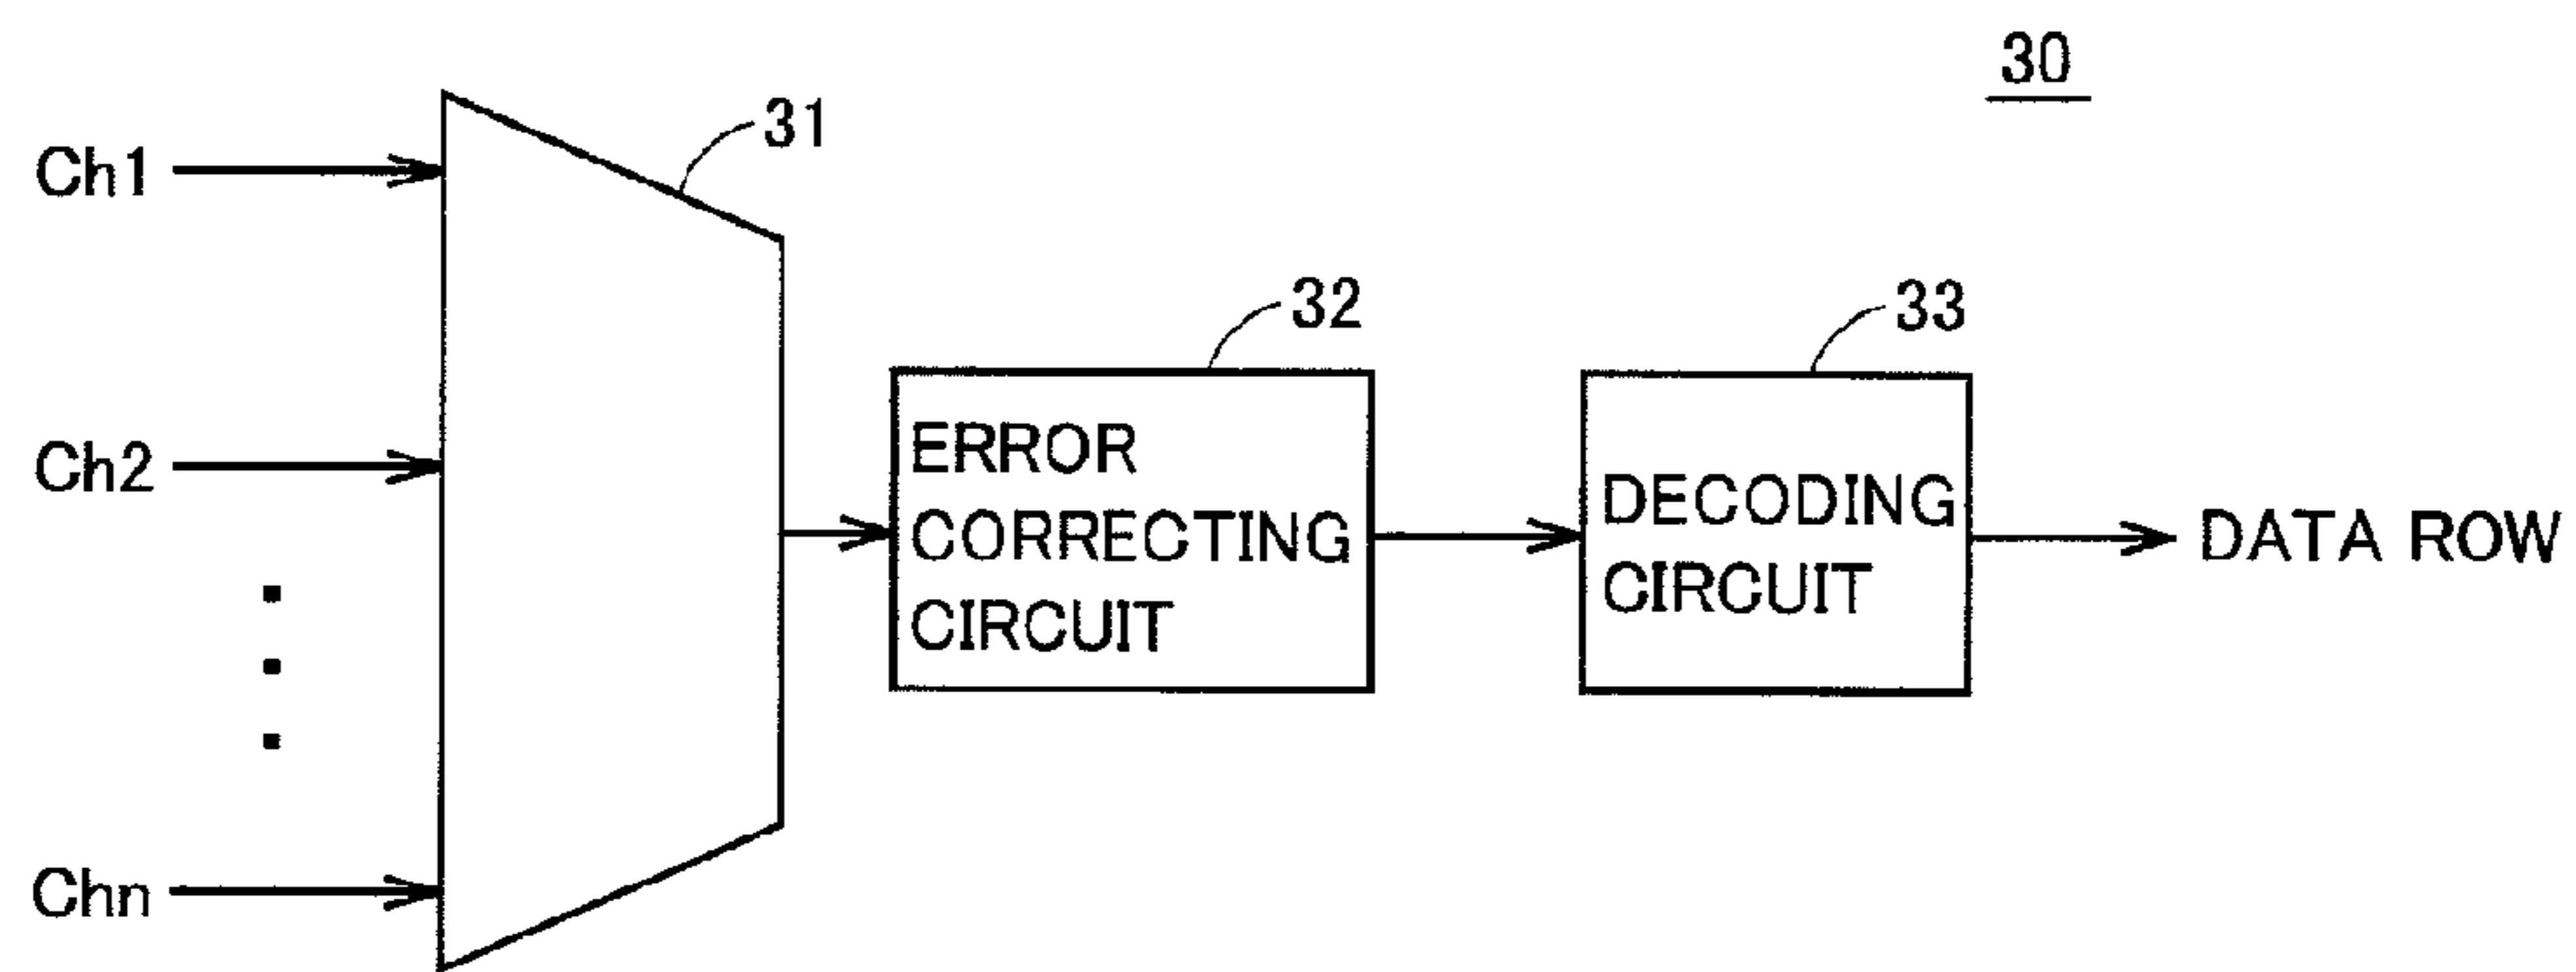 30
31
Ch1
32
33
Ch2
ERROR
CORRECTING
CIRCUIT
DECODING
CIRCUIT
DATA ROW
Chn